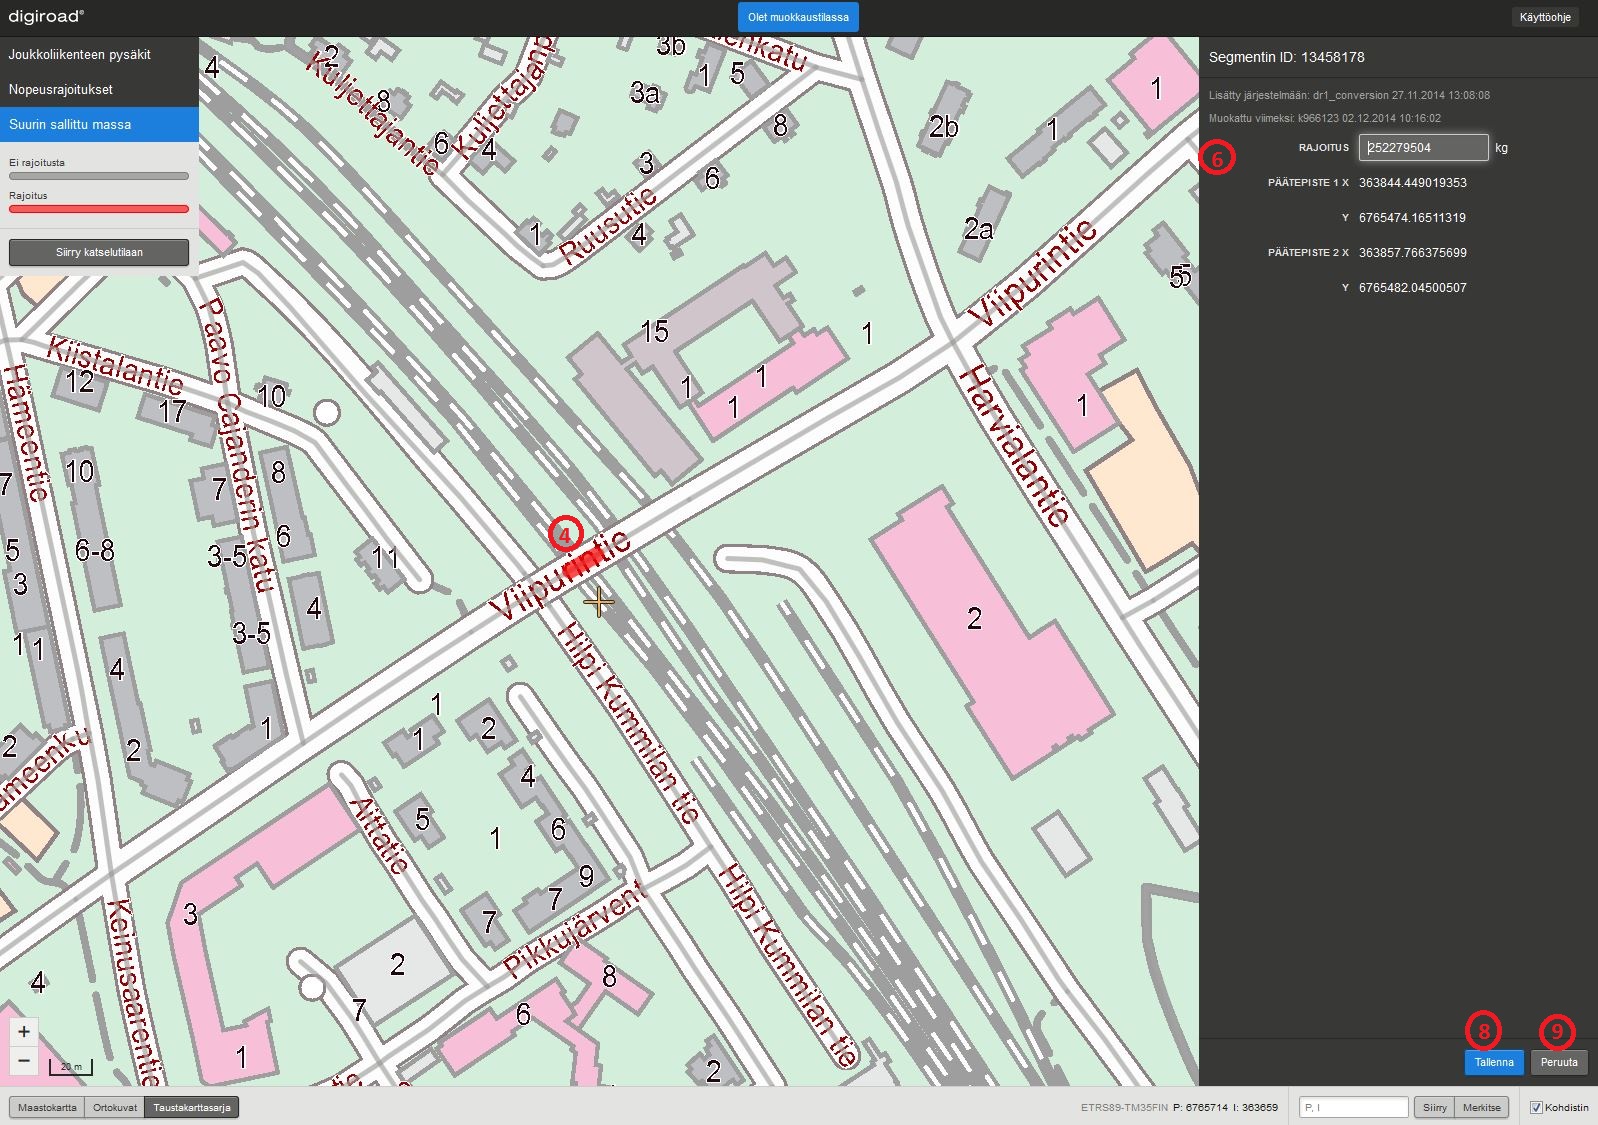 digiroad®
Olet muokkaustilassa
Käyttöohje
Joukkoliikenteen pysäkit
Nopeusrajoitukset
Suurin sallittu massa
Ei rajoitusta
Rajoitus
Siirry katselutilaan
Segmentin ID: 13458178
Lisätty järjestelmään: dr1_conversion 27.11.2014 13:08:08
Muokattu viimeksi: k966123 02.12.2014 10:16:02
6
RAJOITUS 252279504 kg
PÄÄTEPISTE 1 X 363844.449019353
Y 6765474.16511319
PÄÄTEPISTE 2 X 363857.766375699
Y 6765482.04500507
4
2
3b
1
5
1
Kuljettajantie
8
3a
8
2b
1
6
4
3
6
Ruusutie
1
4
2a
Viipurintie
5
5
15
1
1
1
1
1
Kiistalantie
12
17
10
Paavo Cajanderin katu
Hämeentie
Harvialantie
10
7
7
8
6
5
6-8
3-5
3
11
4
3-5
1
1
4
4
Viipurintie
2
Hilpi Kummilan tie
1
1
2
1
2
2
4
5
1
6
Aittatie
9
7
7
3
Pikkujärvent
Hilpi Kummilan tie
Keinusaarentie
2
8
4
7
6
1
2
+
−
20 m
8
9
Tallenna
Peruuta
Maastokartta
Ortokuvat
Taustakarttasarja
ETRS89-TM35FIN P: 6765714 I: 363659
P, I
Siirry
Merkitse
Kohdistin